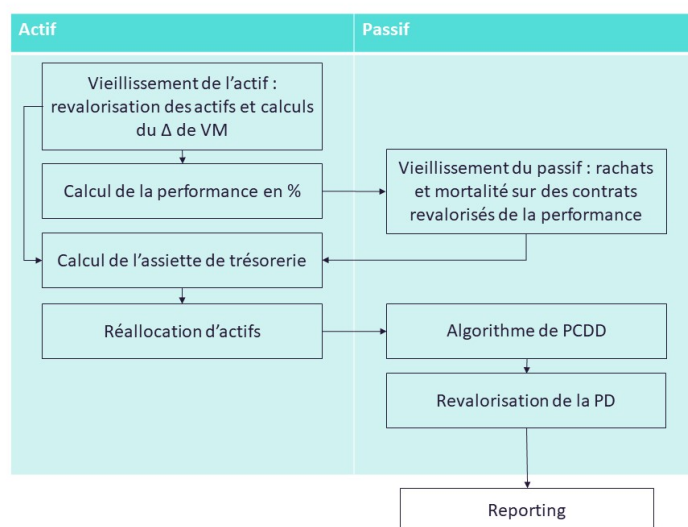 Actif
Passif
Vieillissement de l'actif :
revalorisation des actifs et calculs
du Δ de VM
Calcul de la performance en %
Vieillissement du passif : rachats
et mortalité sur des contrats
revalorisés de la performance
Calcul de l'assiette de trésorerie
Réallocation d'actifs
Algorithme de PCDD
Revalorisation de la PD
Reporting